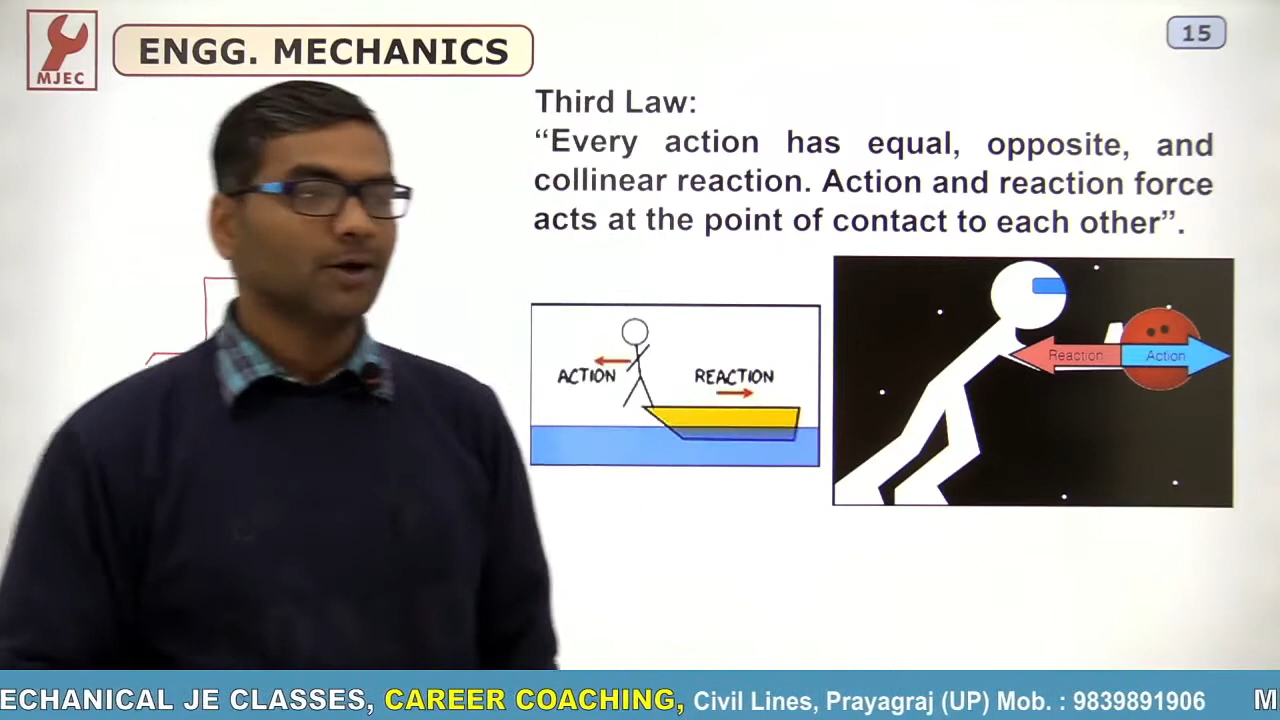 MJEC
ENGG. MECHANICS
15
Third Law:
“Every action has equal, opposite, and
collinear reaction. Action and reaction force
acts at the point of contact to each other”.
ACTION
REACTION
Reaction
Action
ECHANICAL JE CLASSES, CAREER COACHING, Civil Lines, Prayagraj (UP) Mob. : 9839891906 M